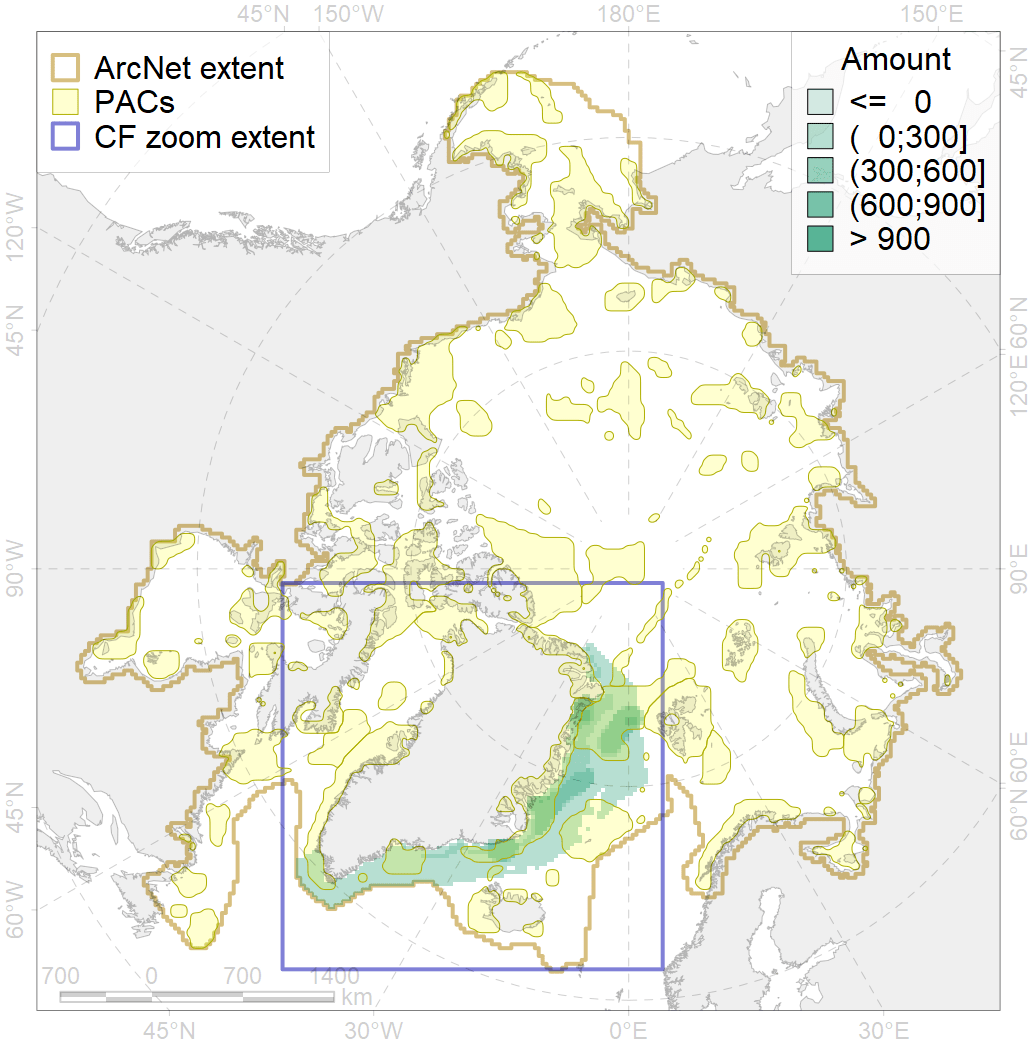 45°N 150°W 180°E 150°E
ArcNet extent
PACs
CF zoom extent
Amount
<= 0
( 0;300]
(300;600]
(600;900]
> 900
45°N
120°W
60°N
45°N
120°E
90°W
90°E
45°N
60°N
60°W
700 0 700 1400
km
45°N 30°W 0°E 30°E